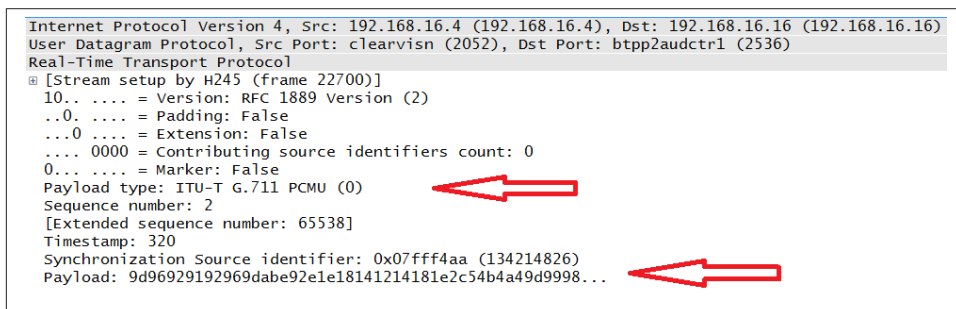 Internet Protocol Version 4, Src: 192.168.16.4 (192.168.16.4), Dst: 192.168.16.16 (192.168.16.16)
User Datagram Protocol, Src Port: clearvisn (2052), Dst Port: btpp2audctr1 (2536)
Real-Time Transport Protocol
[Stream setup by H245 (frame 22700)]
10.. .... = Version: RFC 1889 Version (2)
..0. .... = Padding: False
...0 .... = Extension: False
.... 0000 = Contributing source identifiers count: 0
0... .... = Marker: False
Payload type: ITU-T G.711 PCMU (0)
Sequence number: 2
[Extended sequence number: 65538]
Timestamp: 320
Synchronization Source identifier: 0x07fff4aa (134214826)
Payload: 9d96929192969dabe92e1e18141214181e2c54b4a49d9998...